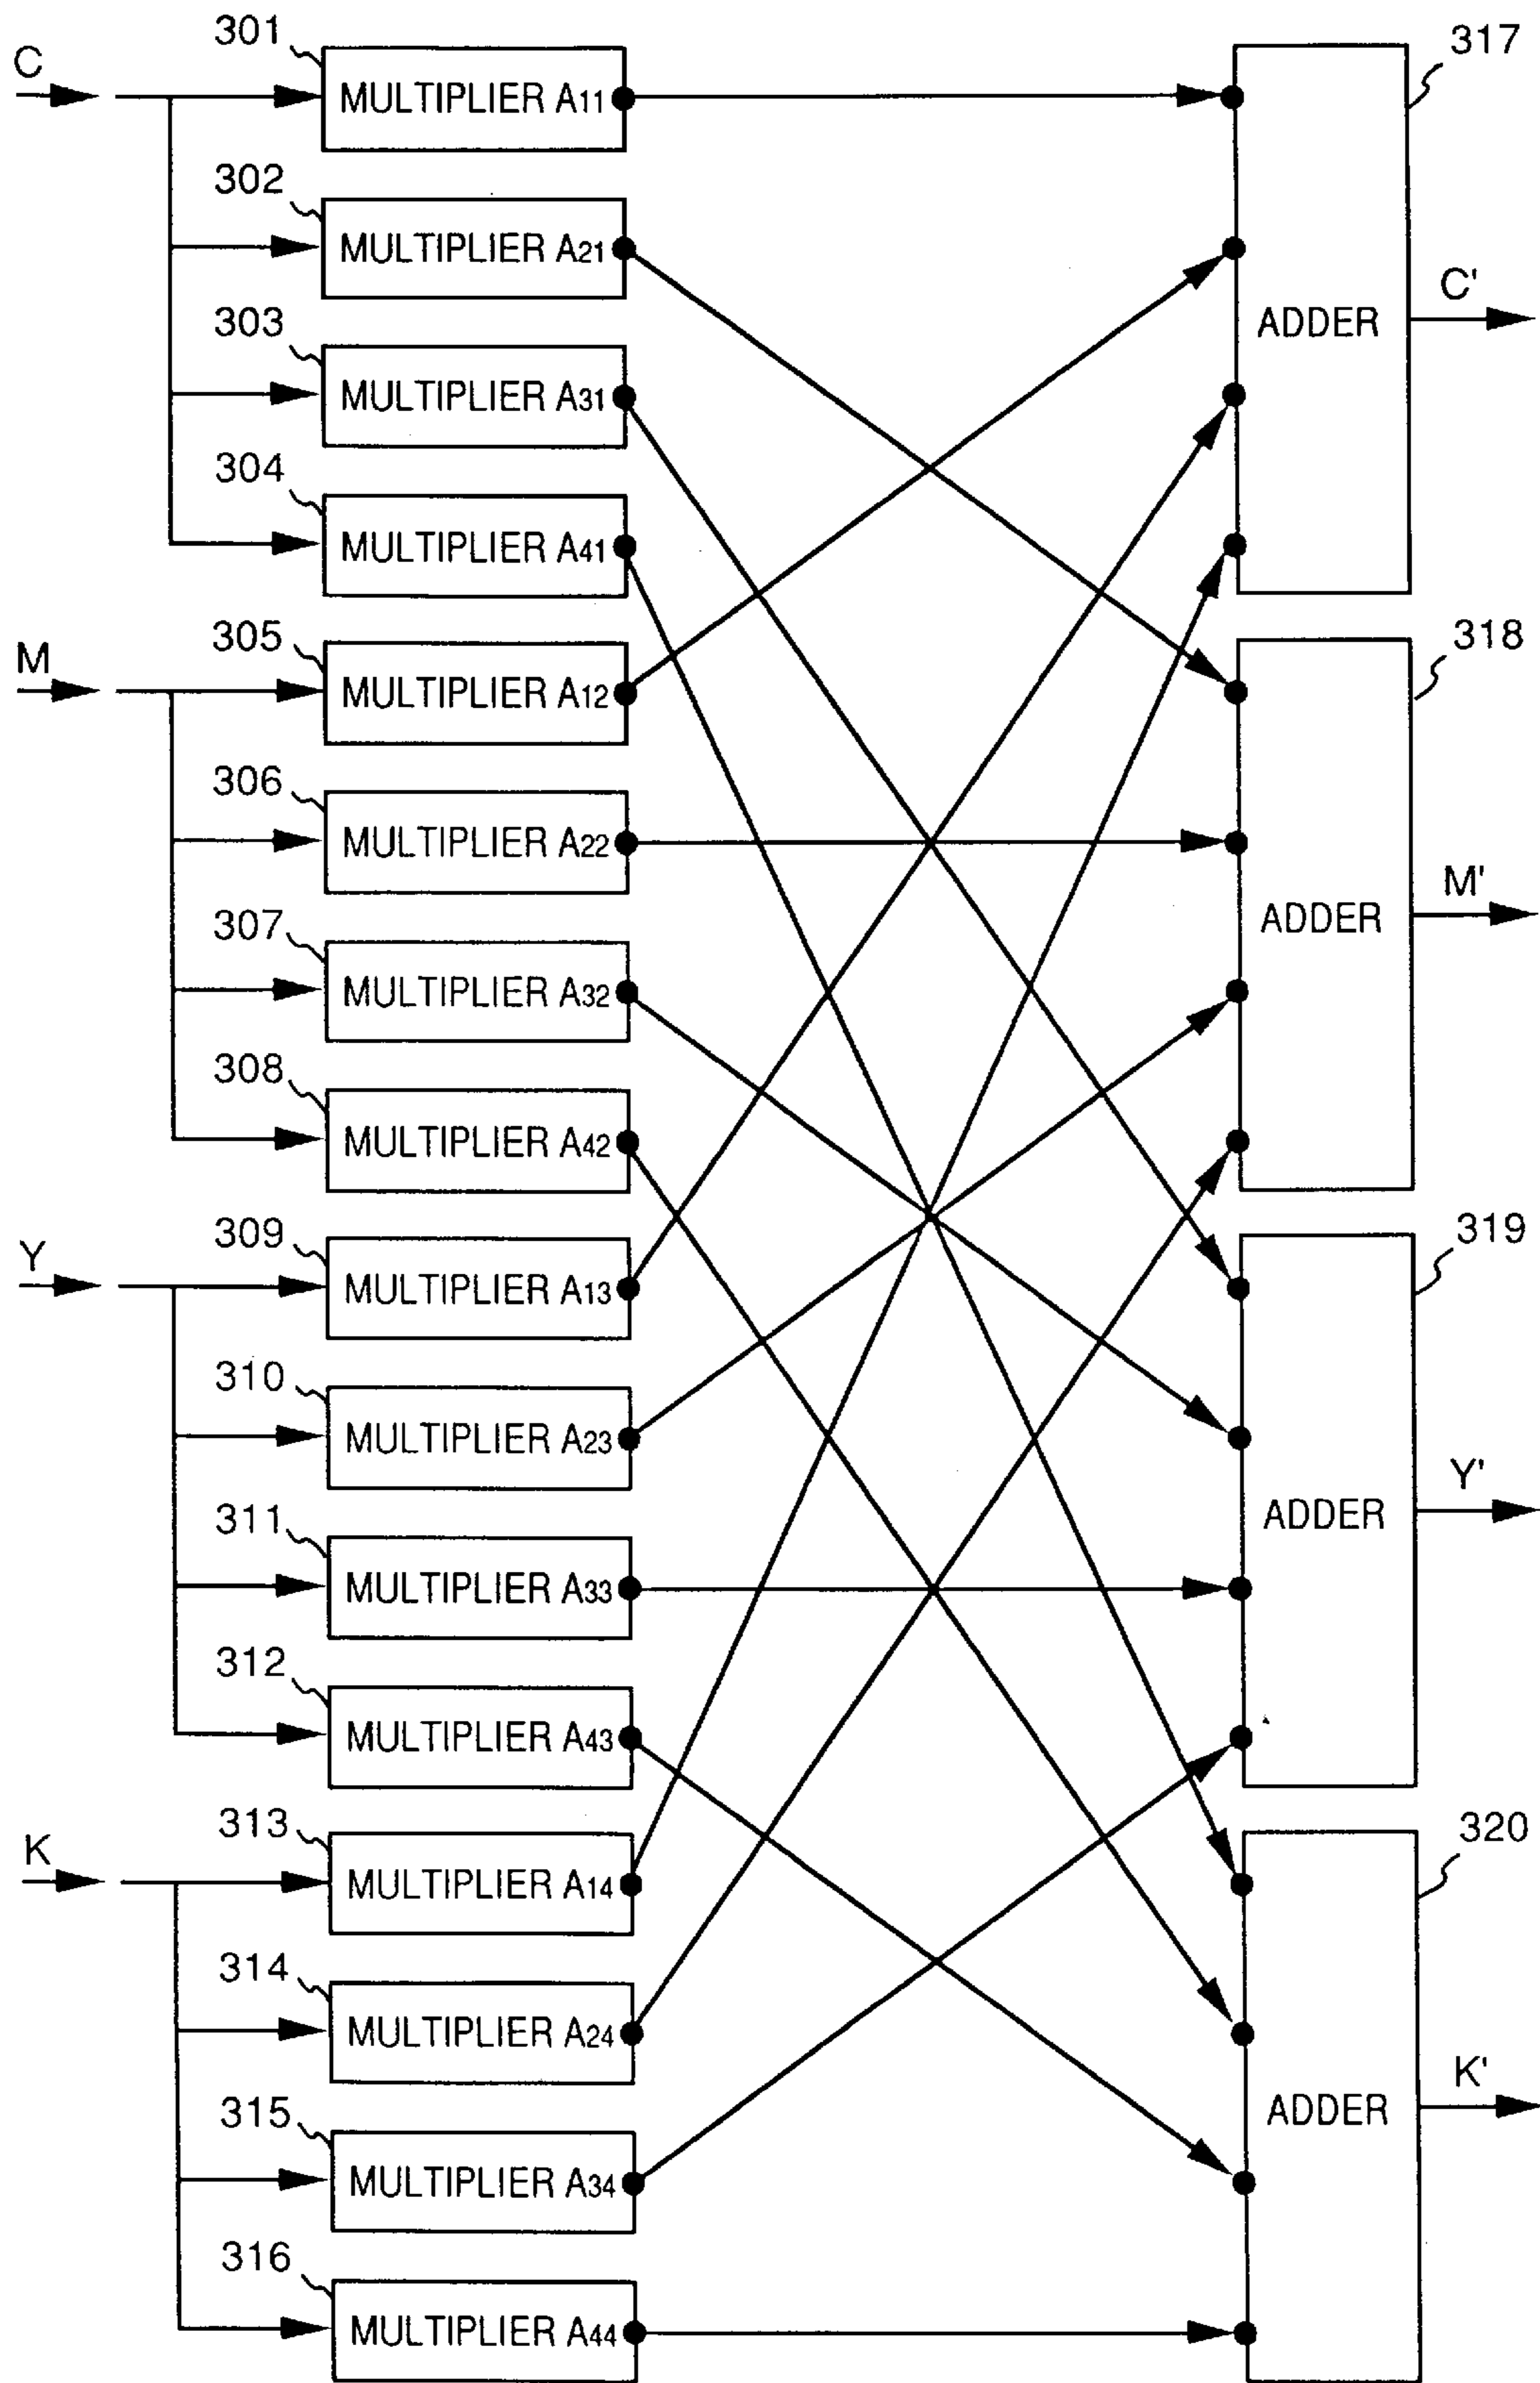 C
301
MULTIPLIER A11
317
302
MULTIPLIER A21
303
MULTIPLIER A31
ADDER
C'
304
MULTIPLIER A41
M
305
MULTIPLIER A12
318
306
MULTIPLIER A22
307
MULTIPLIER A32
ADDER
M'
308
MULTIPLIER A42
Y
309
MULTIPLIER A13
319
310
MULTIPLIER A23
311
MULTIPLIER A33
ADDER
Y'
312
MULTIPLIER A43
K
313
MULTIPLIER A14
320
314
MULTIPLIER A24
315
MULTIPLIER A34
ADDER
K'
316
MULTIPLIER A44